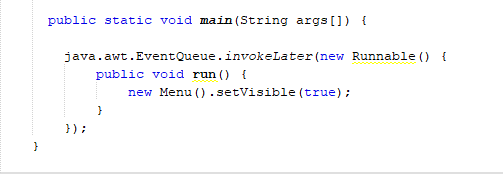 public static void main(String args[]) {
java.awt.EventQueue.invokeLater(new Runnable() {
public void run() {
new Menu().setVisible(true);
}
});
}